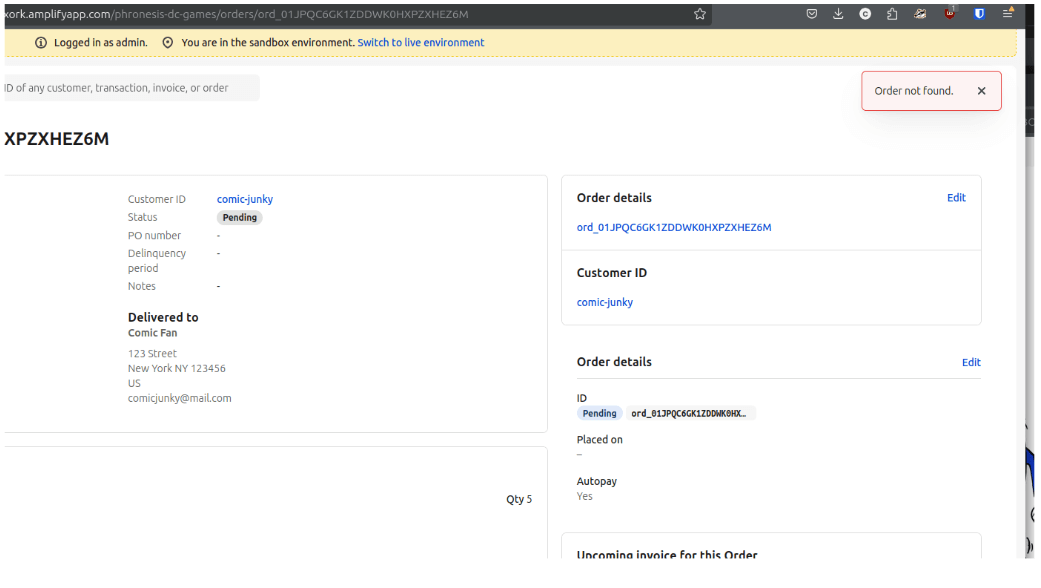 xork.amplifyapp.com/phronesis-dc-games/orders/ord_01JPQC6GK1ZDDWK0HXPZXHEZ6M
Logged in as admin. You are in the sandbox environment. Switch to live environment
ID of any customer, transaction, invoice, or order
Order not found.
XPZXHEZ6M
Customer ID comic-junky
Status Pending
PO number -
Delinquency period -
Notes -
Delivered to
Comic Fan
123 Street
New York NY 123456
US
comicjunky@mail.com
Qty 5
Order details Edit
ord_01JPQC6GK1ZDDWK0HXPZXHEZ6M
Customer ID
comic-junky
Order details Edit
ID
Pending ord_01JPQC6GK1ZDDWK0HX...
Placed on
–
Autopay
Yes
Upcoming invoice for this Order